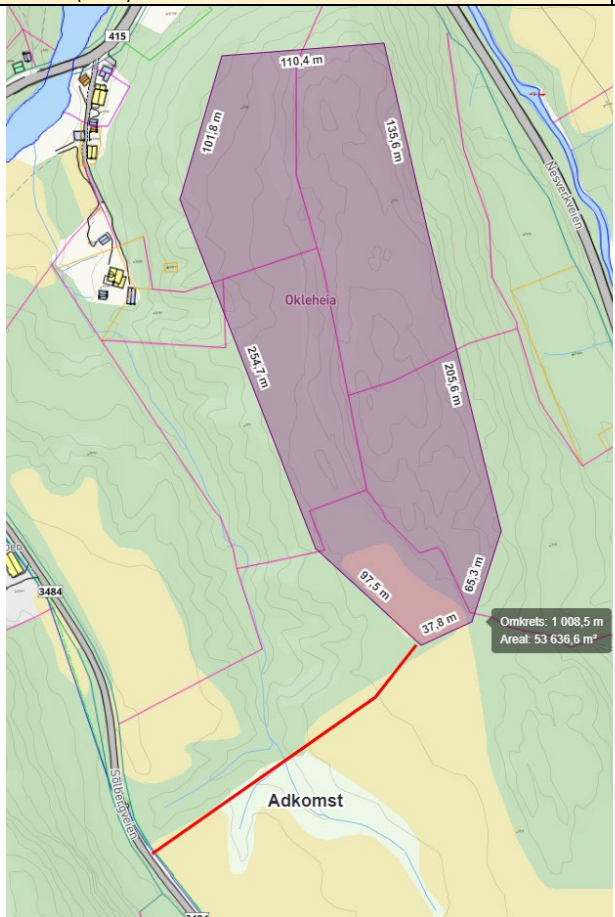 415
110,4 m
101,8 m
135,6 m
Nesverkveien
Okleheia
254,7 m
205,6 m
97,5 m
65,3 m
3484
37,8 m
Omkrets: 1 008,5 m
Areal: 53 636,6 m²
Sølbergveien
Adkomst